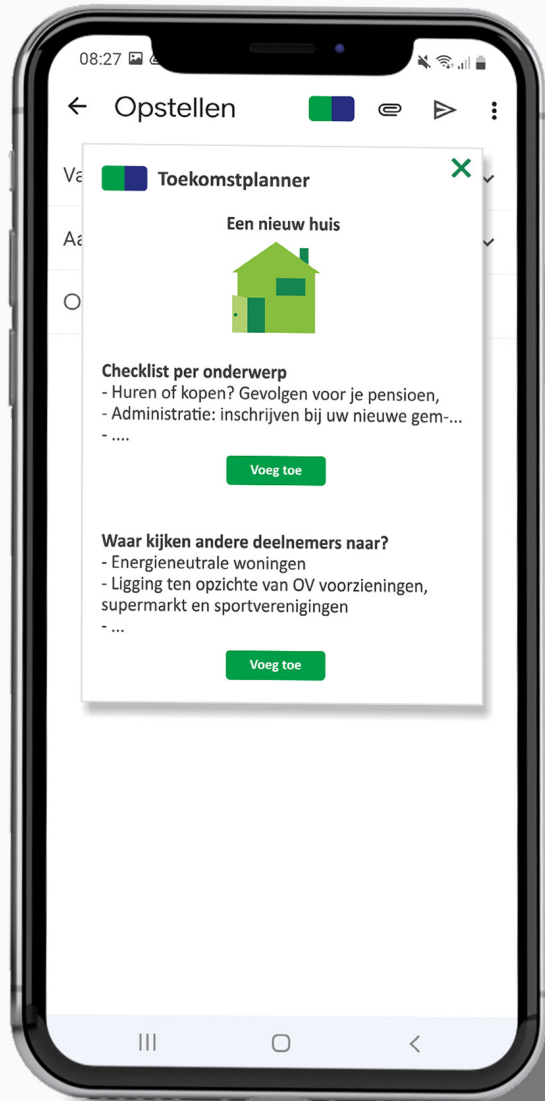 08:27
Opstellen
Va
Toekomstplanner
Aa
Een nieuw huis
O
Checklist per onderwerp
- Huren of kopen? Gevolgen voor je pensioen,
- Administratie: inschrijven bij uw nieuwe gem-...
- ....
Voeg toe
Waar kijken andere deelnemers naar?
- Energieneutrale woningen
- Ligging ten opzichte van OV voorzieningen,
supermarkt en sportverenigingen
- ...
Voeg toe